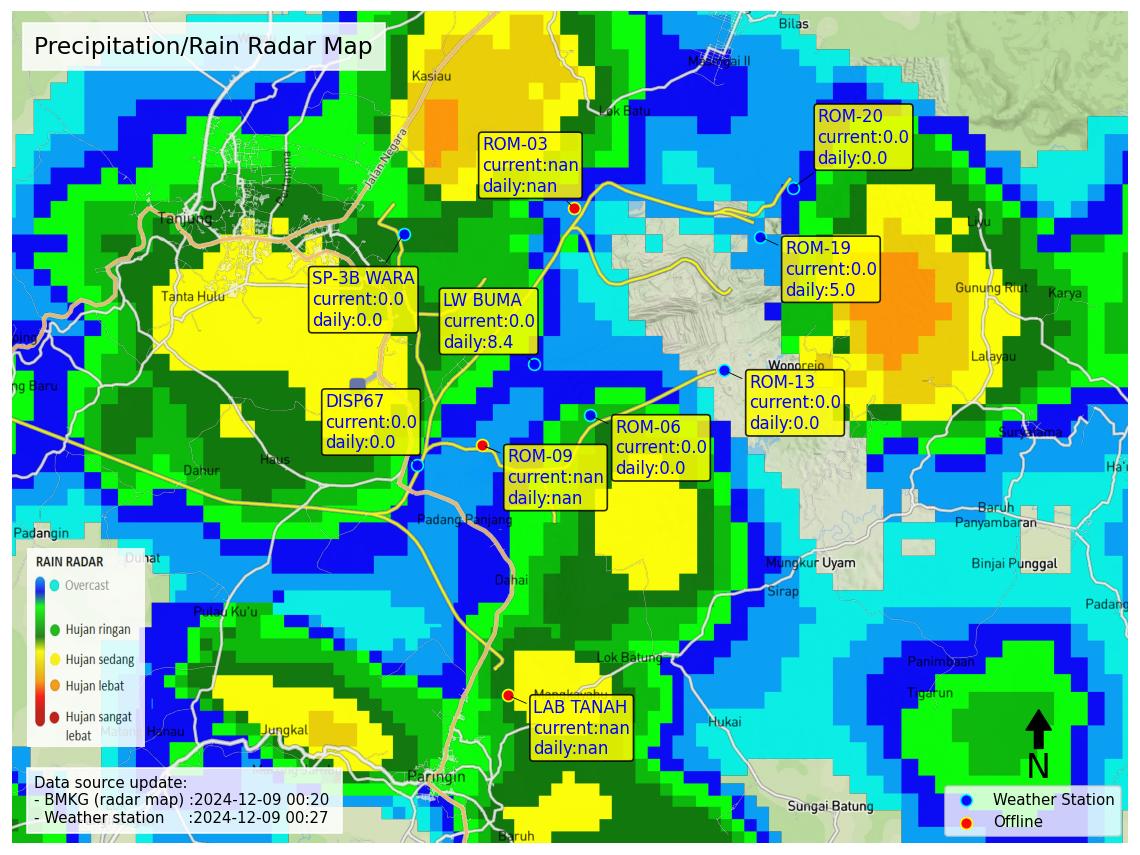 Precipitation/Rain Radar Map
Bilas
Masingai II
Kasiau
Lok Batu
Jalan Negara
ROM-20
current:0.0
daily:0.0
ROM-03
current:nan
daily:nan
Tanjung
Liyu
ROM-19
current:0.0
daily:5.0
SP-3B WARA
current:0.0
daily:0.0
LW BUMA
current:0.0
daily:8.4
Tanta Hulu
Gunung Riut
Karya
Lalayau
Wonorejo
ng Baru
ROM-13
current:0.0
daily:0.0
DISP67
current:0.0
daily:0.0
ROM-06
current:0.0
daily:0.0
ROM-09
current:nan
daily:nan
Suryatama
Haus
Dahur
Ha'u
Baruh
Panyambaran
Padang Panjang
Padangin
Duhat
Mungkur Uyam
Binjai Punggal
Dahai
Sirap
Padang
Pulau Ku'u
RAIN RADAR
Overcast
Hujan ringan
Hujan sedang
Hujan lebat
Hujan sangat
lebat
Lok Batung
Panimbaan
Tigarun
LAB TANAH
current:nan
daily:nan
Hukai
Jungkal
Hanau
Paringin
Sungai Batung
Baruh
N
Data source update:
- BMKG (radar map) :2024-12-09 00:20
- Weather station :2024-12-09 00:27
Weather Station
Offline